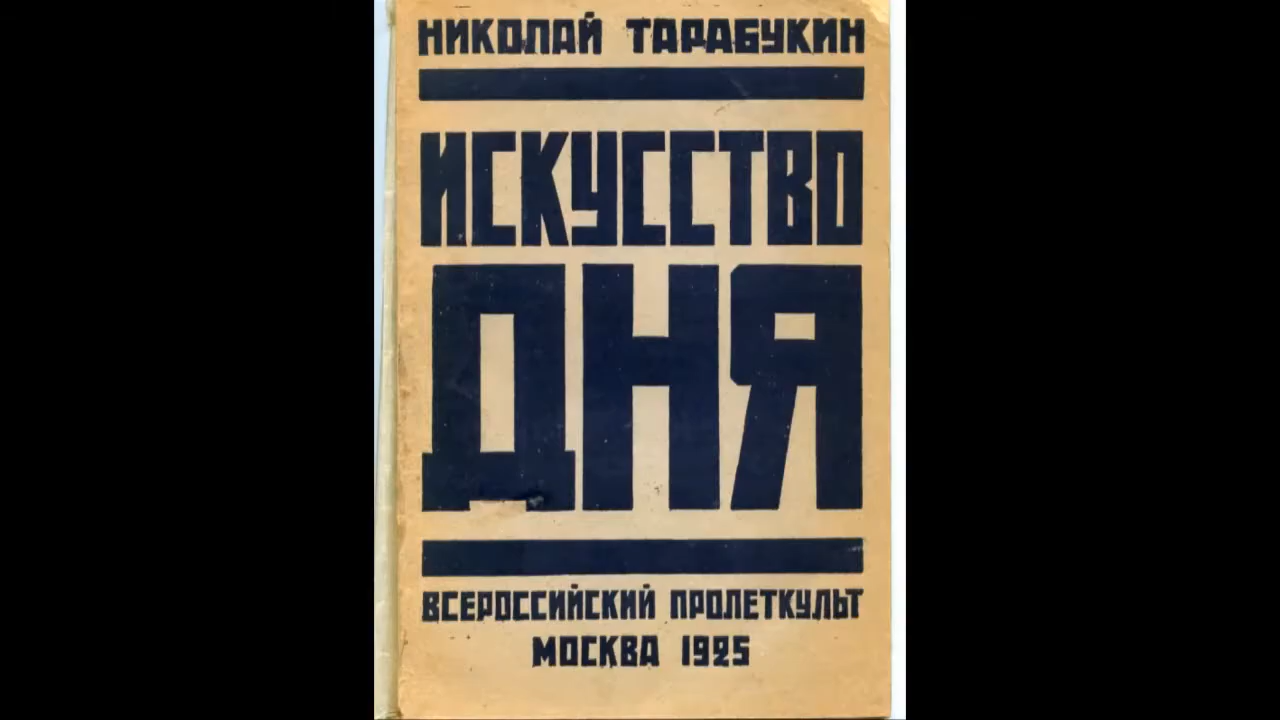 НИКОЛАЙ ТАРАБУКИН
ИСКУССТВО
ДНЯ
ВСЕРОССИЙСКИЙ ПРОЛЕТКУЛЬТ
МОСКВА 1925